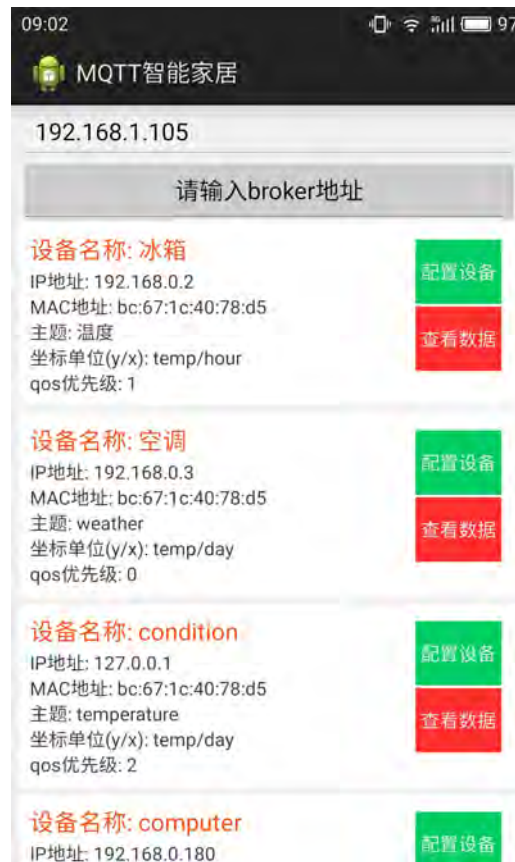 09:02
97
MQTT智能家居
192.168.1.105
请输入broker地址
设备名称: 冰箱
IP地址: 192.168.0.2
MAC地址: bc:67:1c:40:78:d5
主题: 温度
坐标单位(y/x): temp/hour
qos优先级: 1
配置设备
查看数据
设备名称: 空调
IP地址: 192.168.0.3
MAC地址: bc:67:1c:40:78:d5
主题: weather
坐标单位(y/x): temp/day
qos优先级: 0
配置设备
查看数据
设备名称: condition
IP地址: 127.0.0.1
MAC地址: bc:67:1c:40:78:d5
主题: temperature
坐标单位(y/x): temp/day
qos优先级: 2
配置设备
查看数据
设备名称: computer
IP地址: 192.168.0.180
配置设备